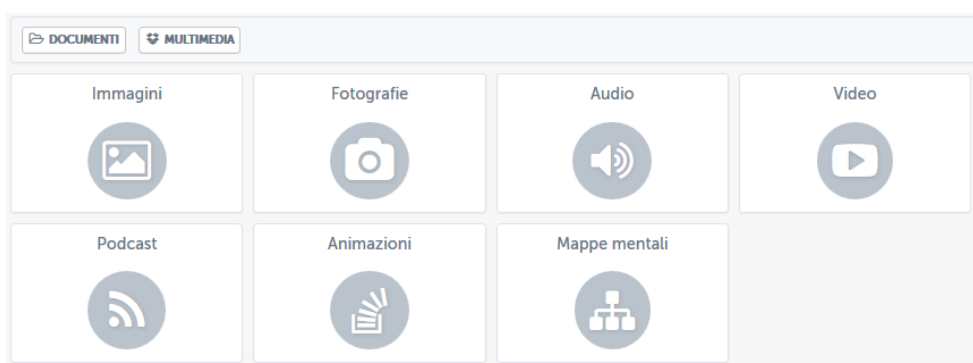 DOCUMENTI MULTIMEDIA
Immagini Fotografie Audio Video
Podcast Animazioni Mappe mentali